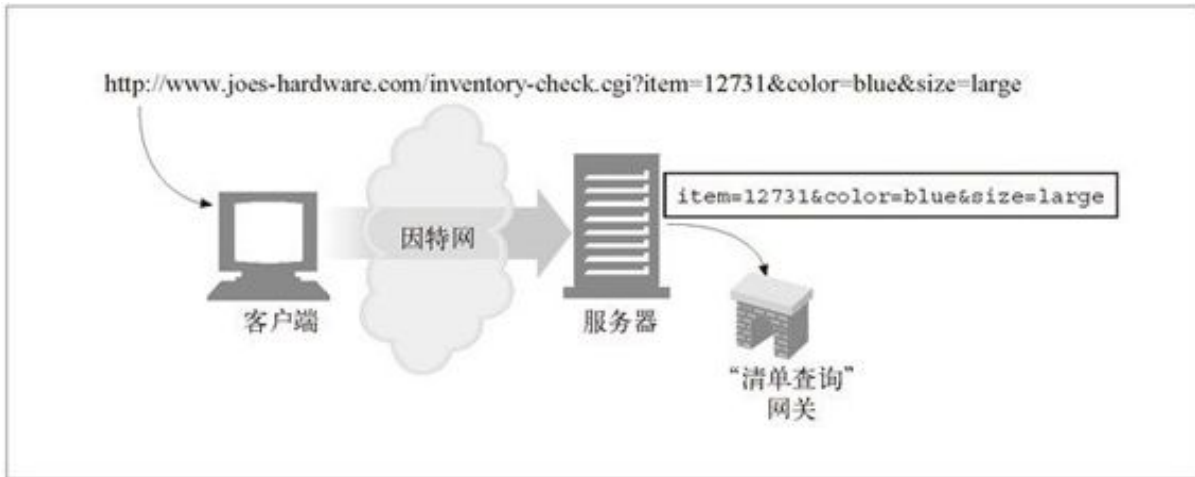 http://www.joes-hardware.com/inventory-check.cgi?item=12731&color=blue&size=large
item=12731&color=blue&size=large
因特网
客户端
服务器
“清单查询”
网关